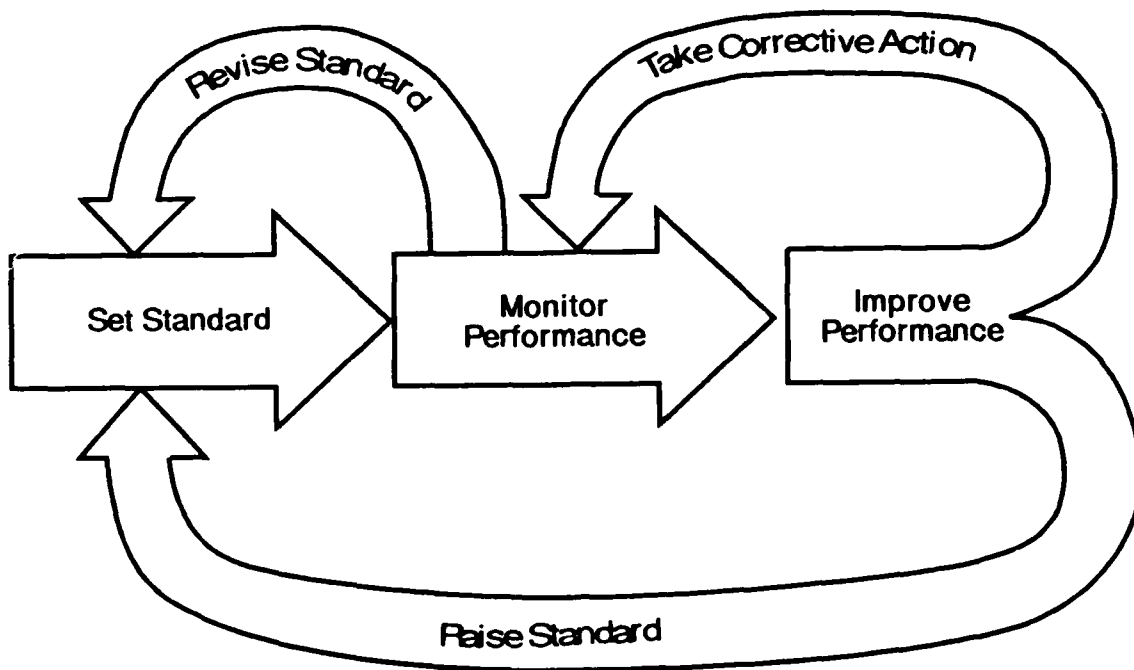 Revise Standard
Take Corrective Action
Set Standard
Monitor
Performance
Improve
Performance
Raise Standard